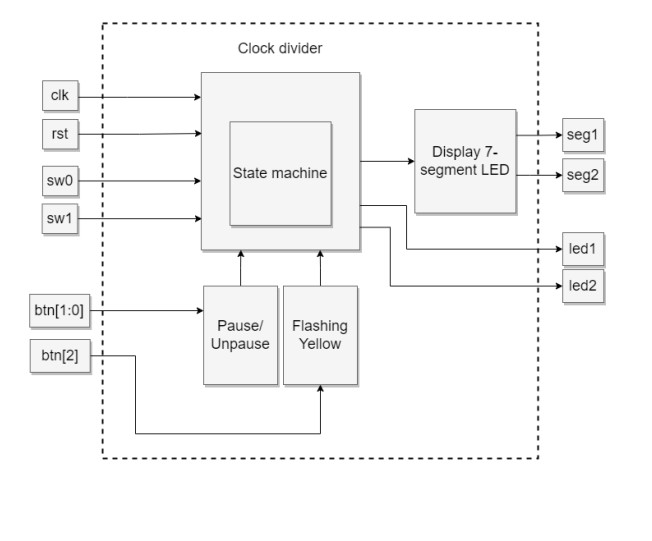 Clock divider
clk
rst
sw0
sw1
State machine
Display 7-
segment LED
seg1
seg2
led1
led2
btn[1:0]
btn[2]
Pause/
Unpause
Flashing
Yellow